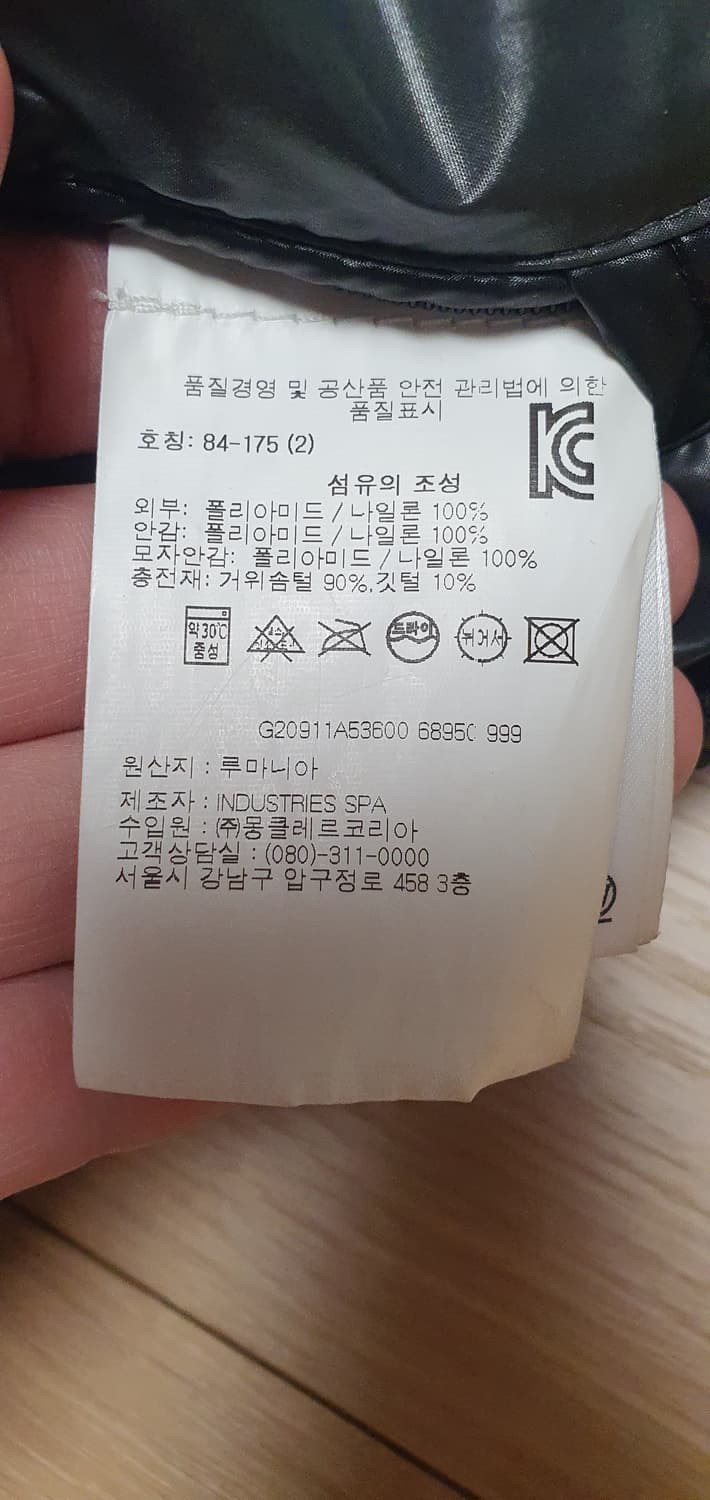 품질경영 및 공산품 안전 관리법에 의한
품질표시
호칭: 84-175 (2)
섬유의 조성
외부: 폴리아미드 / 나일론 100%
안감: 폴리아미드 / 나일론 100%
모자안감: 폴리아미드 / 나일론 100%
충전재: 거위솜털 90%,깃털 10%
약 30℃
중성
드라이
뉘어서
G20911A53600 68950 999
원산지 : 루마니아
제조자 : INDUSTRIES SPA
수입원 : ㈜몽클레르코리아
고객상담실 : (080)-311-0000
서울시 강남구 압구정로 458 3층